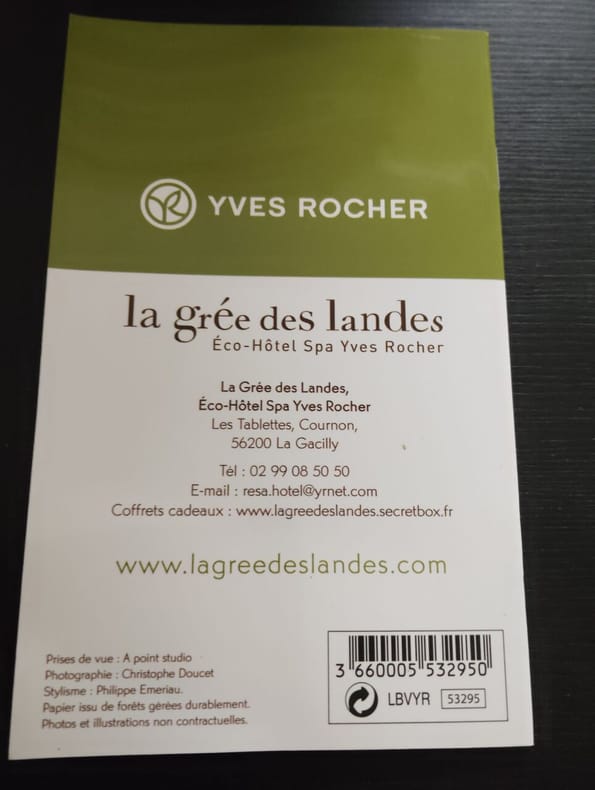 YVES ROCHER
la grée des landes
Éco-Hôtel Spa Yves Rocher
La Grée des Landes,
Éco-Hôtel Spa Yves Rocher
Les Tablettes, Cournon,
56200 La Gacilly
Tél : 02 99 08 50 50
E-mail : resa.hotel@yrnet.com
Coffrets cadeaux : www.lagreedeslandes.secretbox.fr
www.lagreedeslandes.com
Prises de vue : A point studio
Photographie : Christophe Doucet
Stylisme : Philippe Emeriau.
Papier issu de forêts gérées durablement.
Photos et illustrations non contractuelles.
3 660005 532950
LBVYR 53295